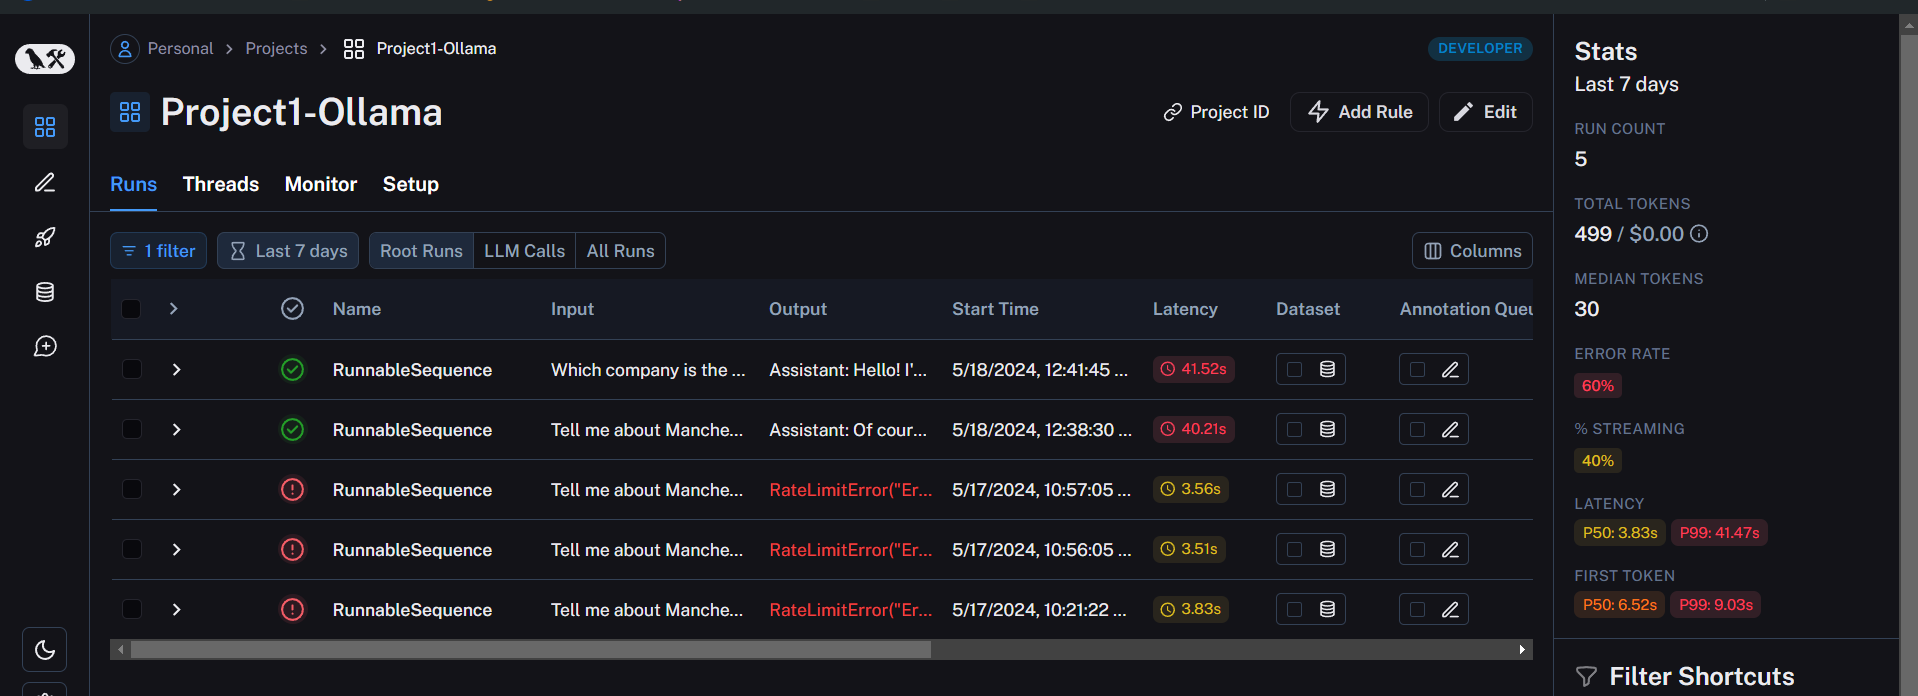 Personal > Projects > Project1-Ollama
DEVELOPER
Project1-Ollama
Project ID
Add Rule
Edit
Runs Threads Monitor Setup
1 filter
Last 7 days
Root Runs LLM Calls All Runs
Columns
Name Input Output Start Time Latency Dataset Annotation Queu
RunnableSequence Which company is the ... Assistant: Hello! I'... 5/18/2024, 12:41:45 ... 41.52s
RunnableSequence Tell me about Manche... Assistant: Of cour... 5/18/2024, 12:38:30 ... 40.21s
RunnableSequence Tell me about Manche... RateLimitError("Er... 5/17/2024, 10:57:05 ... 3.56s
RunnableSequence Tell me about Manche... RateLimitError("Er... 5/17/2024, 10:56:05 ... 3.51s
RunnableSequence Tell me about Manche... RateLimitError("Er... 5/17/2024, 10:21:22 ... 3.83s
Stats
Last 7 days
RUN COUNT
5
TOTAL TOKENS
499 / $0.00
MEDIAN TOKENS
30
ERROR RATE
60%
% STREAMING
40%
LATENCY
P50: 3.83s P99: 41.47s
FIRST TOKEN
P50: 6.52s P99: 9.03s
Filter Shortcuts